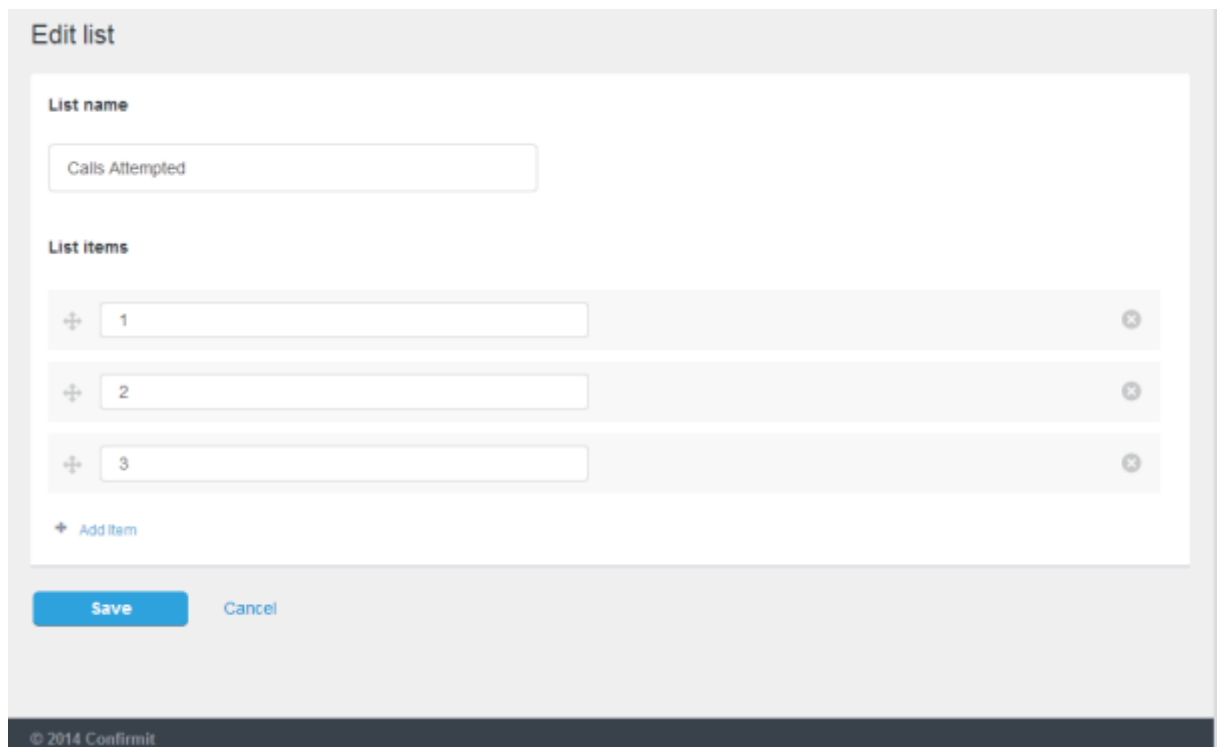 Edit list
List name
Calls Attempted
List items
1
2
3
+ Add Item
Save Cancel
© 2014 Confirmit